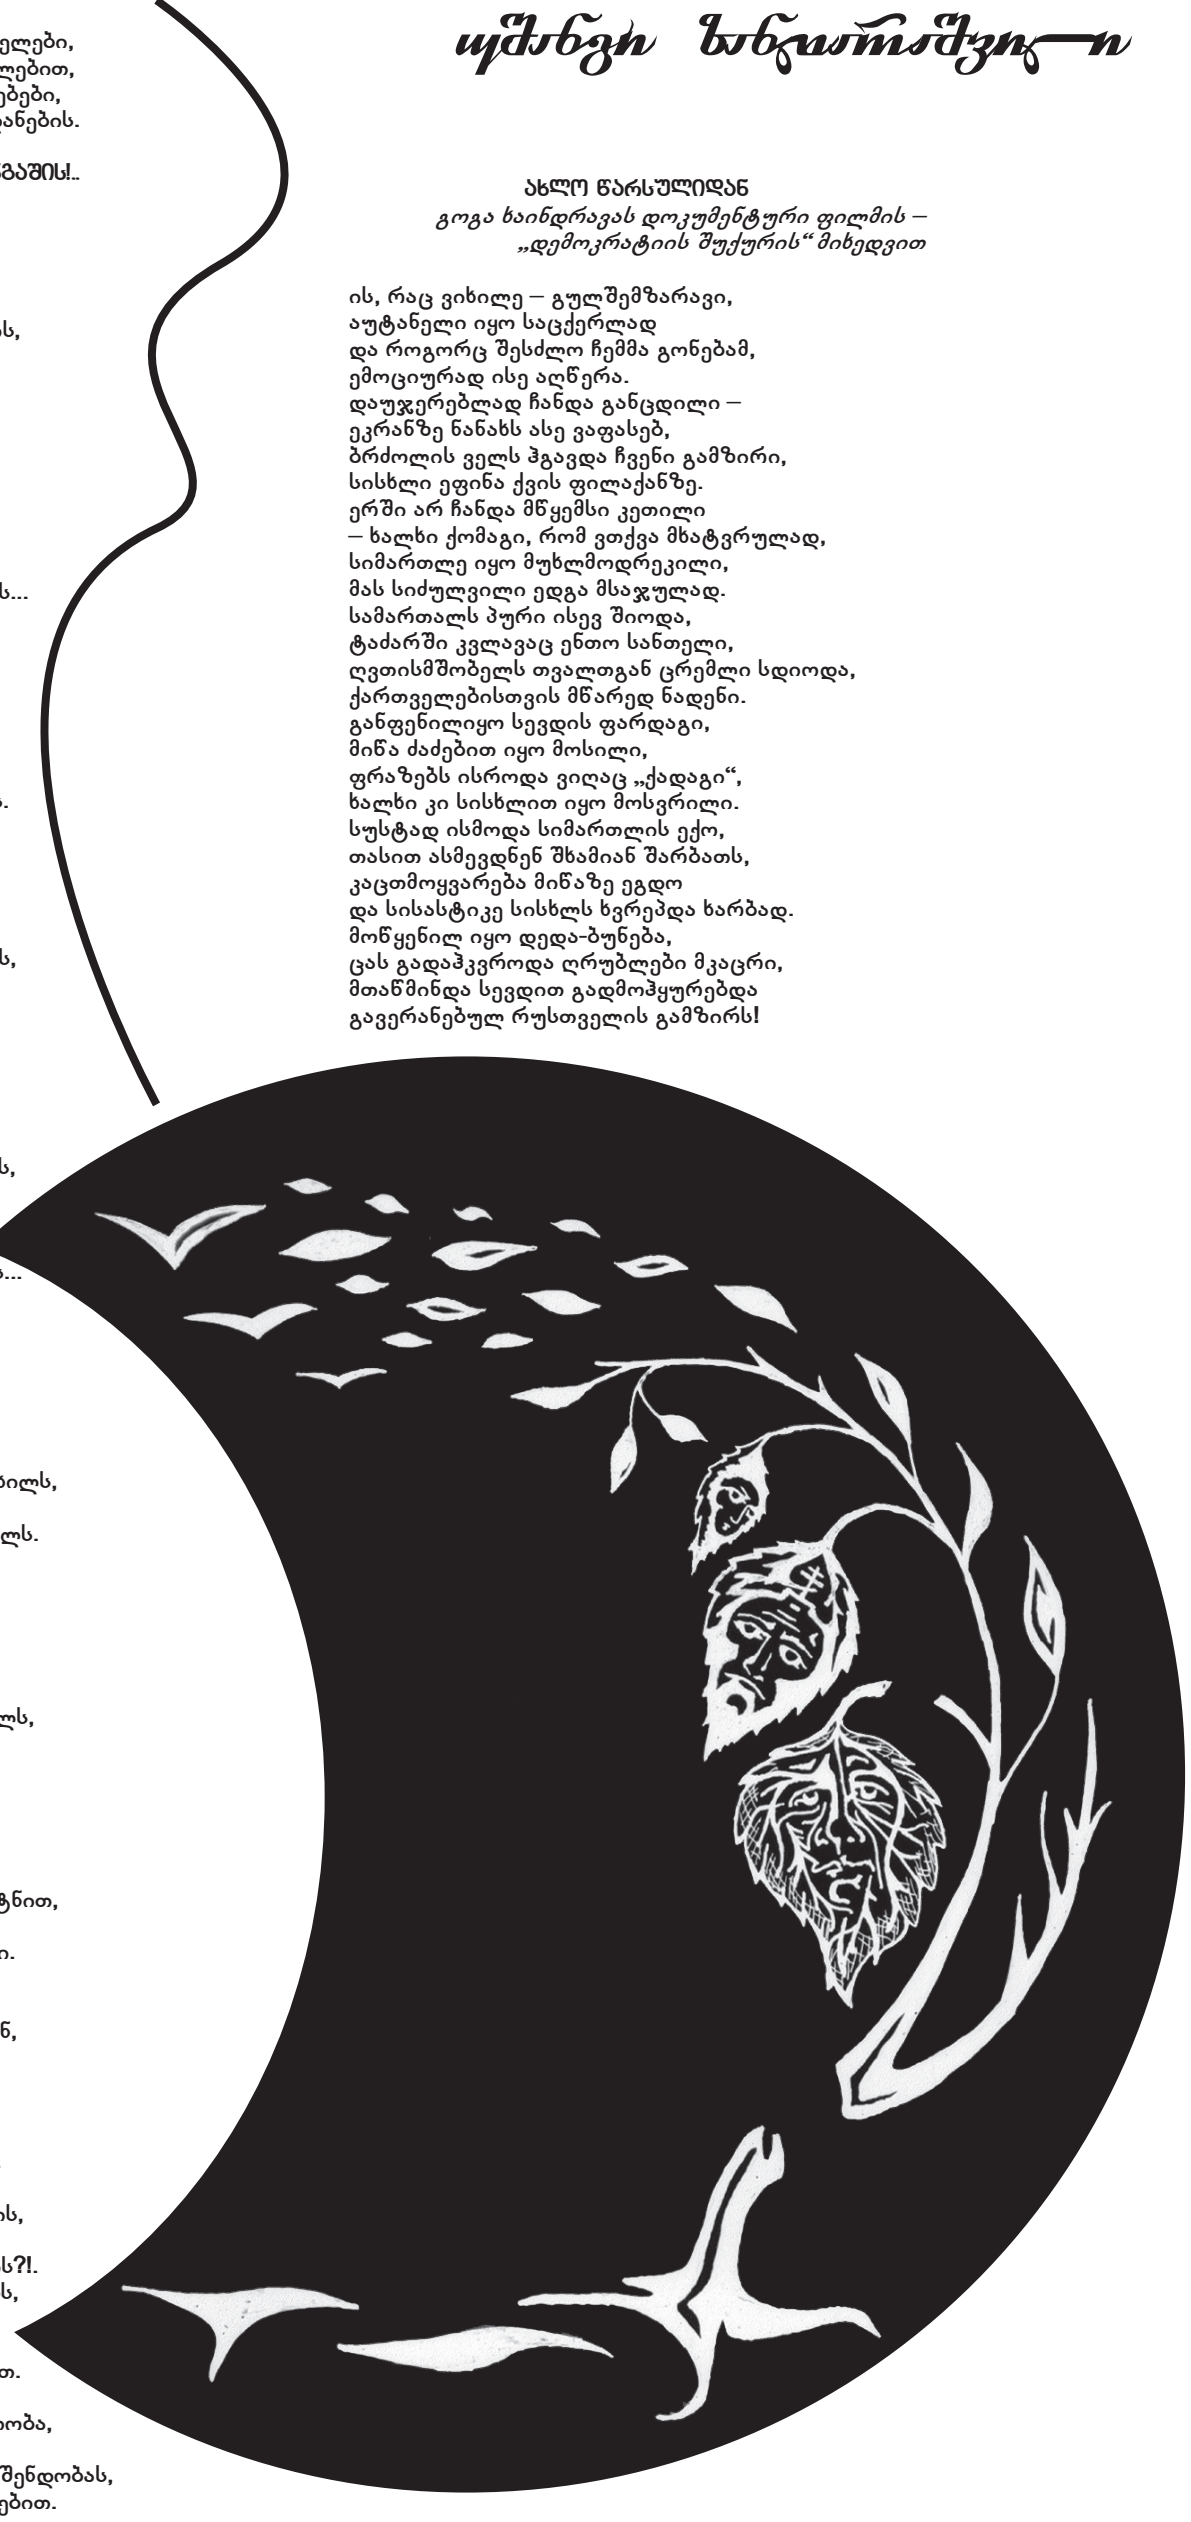 უშანგი სანდიარაშვილი
ახლო წარსულიდან
გოგა ხაინდრავას დოკუმენტური ფილმის –
„დემოკრატიის შუქურის“ მიხედვით
ის, რაც ვიხილე – გულშემზარავი,
აუტანელი იყო საცქერლად
და როგორც შესძლო ჩემმა გონებამ,
ემოციურად ისე აღწერა.
დაუჯერებლად ჩანდა განცდილი –
ეკრანზე ნანახს ასე ვაფასებ,
ბრძოლის ველს ჰგავდა ჩვენი გამზირი,
სისხლი ეფინა ქვის ფილაქანზე.
ერში არ ჩანდა მწყემსი კეთილი
– ხალხი ქომაგი, რომ ვთქვა მხატვრულად,
სიმართლე იყო მუხლმოდრეკილი,
მას სიძულვილი ედგა მსაჯულად.
სამართალს პური ისევ შიოდა,
ტაძარში კვლავაც ენთო სანთელი,
ღვთისმშობელს თვალთგან ცრემლი სდიოდა,
ქართველებისთვის მწარედ ნადენი.
განფენილიყო სევდის ფარდაგი,
მიწა ძაძებით იყო მოსილი,
ფრაზებს ისროდა ვიღაც „ქადაგი“,
ხალხი კი სისხლით იყო მოსვრილი.
სუსტად ისმოდა სიმართლის ექო,
თასით ასმევდნენ შხამიან შარბათს,
კაცთმოყვარება მიწაზე ეგდო
და სისასტიკე სისხლს ხვრეპდა ხარბად.
მოწყენილ იყო დედა-ბუნება,
ცას გადაჰკვროდა ღრუბლები მკაცრი,
მთაწმინდა სევდით გადმოჰყურებდა
გავერანებულ რუსთველის გამზირს!